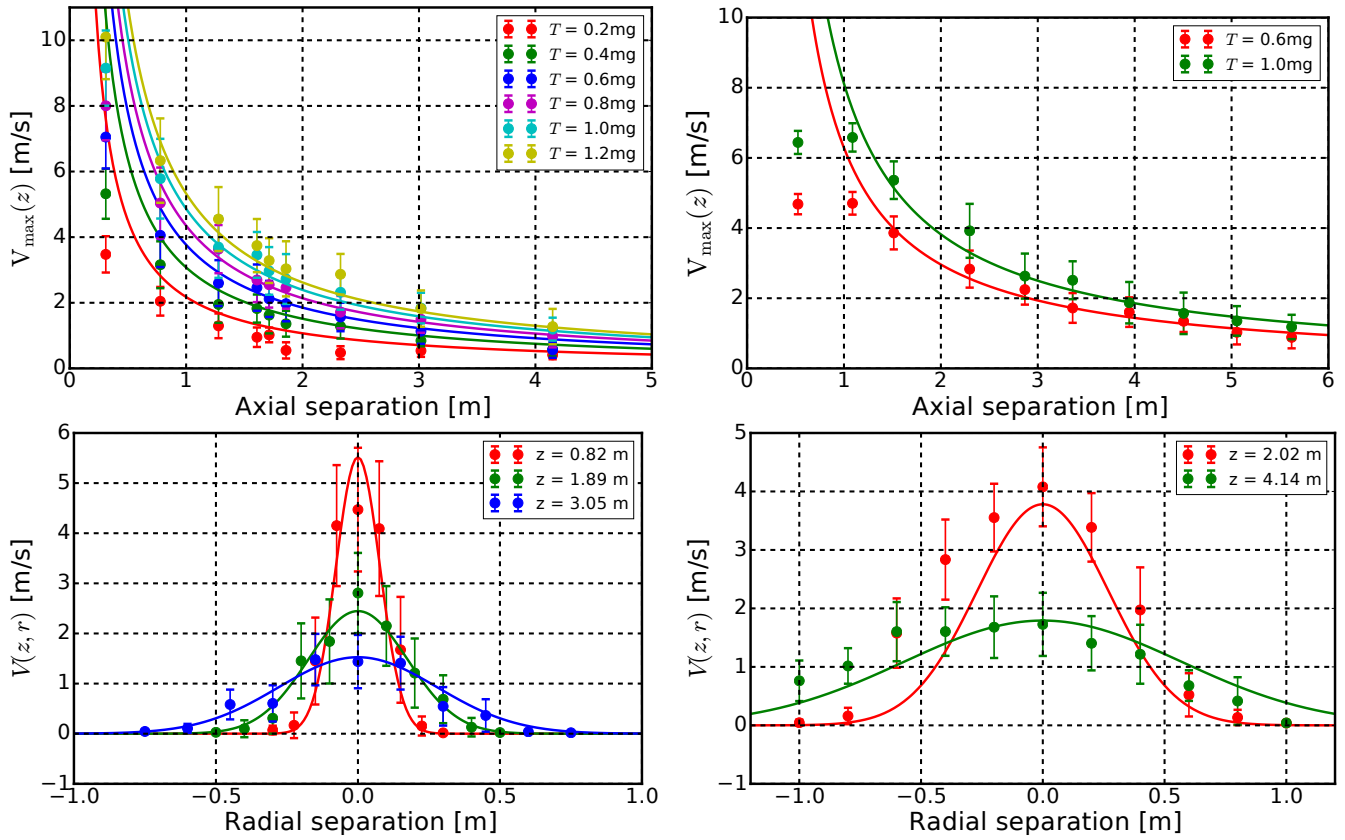 V_max(z) [m/s]
10
8
6
4
2
0
0 1 2 3 4 5
Axial separation [m]
T = 0.2mg
T = 0.4mg
T = 0.6mg
T = 0.8mg
T = 1.0mg
T = 1.2mg
V_max(z) [m/s]
10
8
6
4
2
0
0 1 2 3 4 5 6
Axial separation [m]
T = 0.6mg
T = 1.0mg
V(z, r) [m/s]
6
5
4
3
2
1
0
−1
−1.0 −0.5 0.0 0.5 1.0
Radial separation [m]
z = 0.82 m
z = 1.89 m
z = 3.05 m
V(z, r) [m/s]
5
4
3
2
1
0
−1
−1.0 −0.5 0.0 0.5 1.0
Radial separation [m]
z = 2.02 m
z = 4.14 m